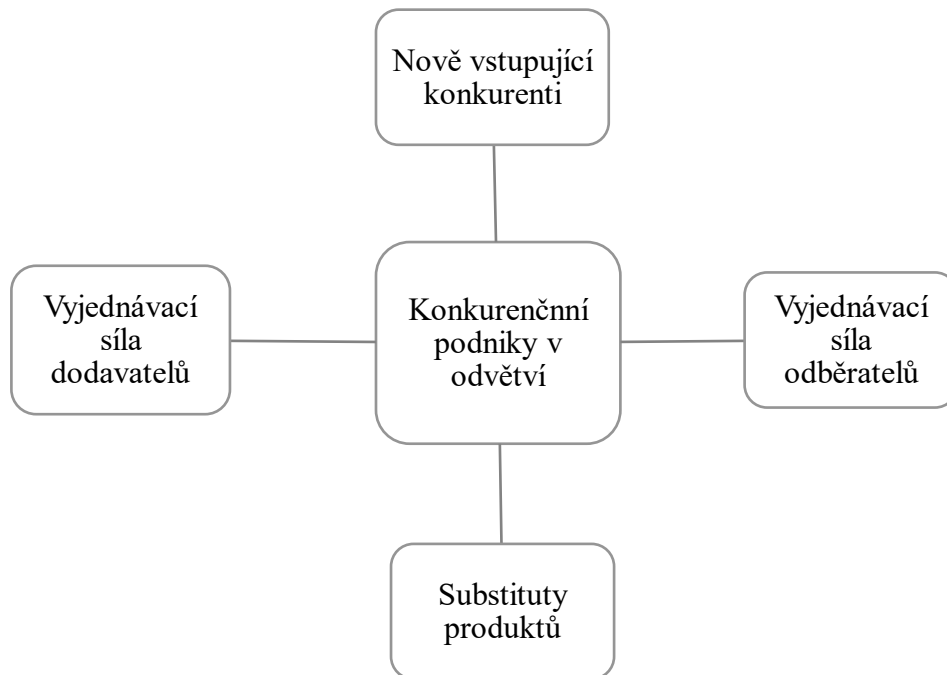 Nově vstupující
konkurenti
Vyjednávací
síla
dodavatelů
Konkurenčnní
podniky v
odvětví
Vyjednávací
síla
odběratelů
Substituty
produktů